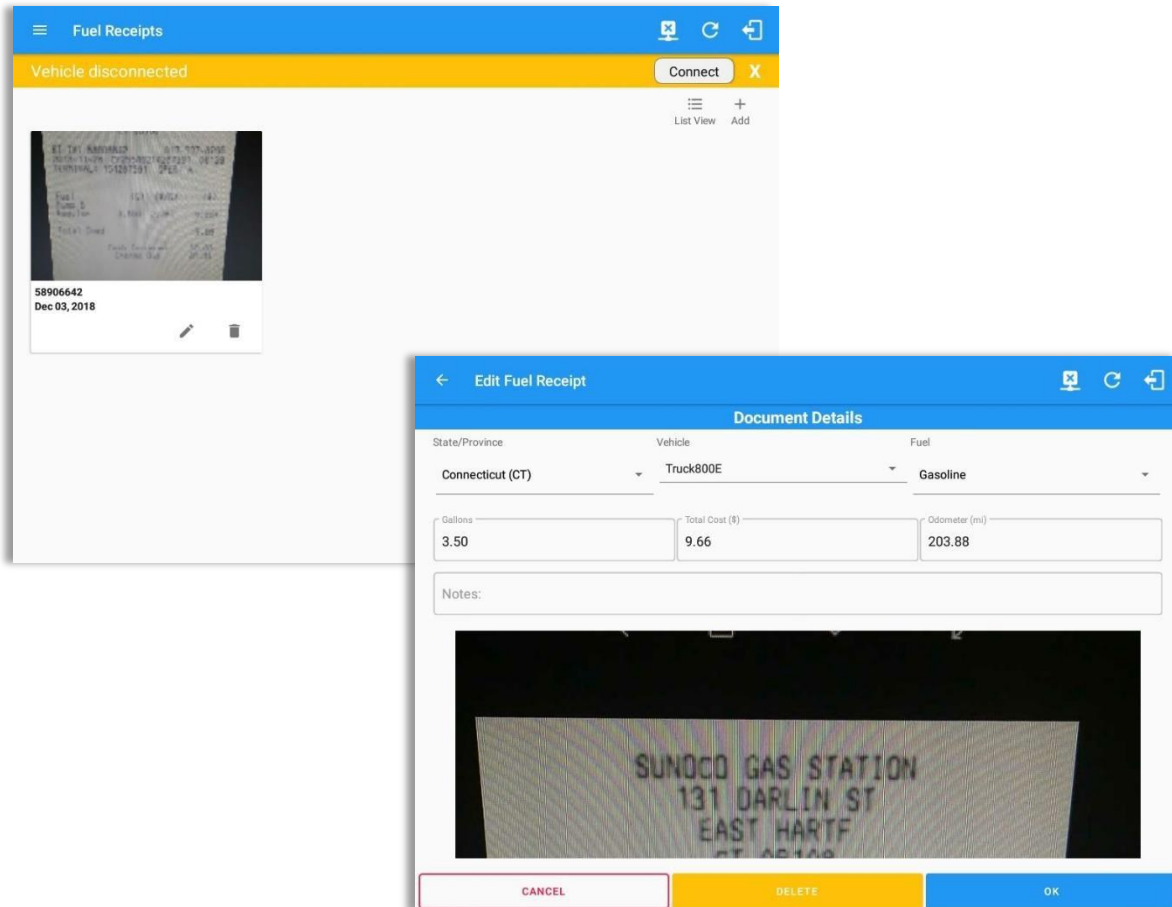 Fuel Receipts
Vehicle disconnected
Connect
X
List View
Add
Fuel
Total
58906642
Dec 03, 2018
Edit Fuel Receipt
Document Details
State/Province
Vehicle
Fuel
Connecticut (CT)
Truck800E
Gasoline
Gallons
Total Cost ($)
Odometer (mi)
3.50
9.66
203.88
Notes:
SUNOCO GAS STATION
131 DARLIN ST
EAST HARTF
CANCEL
DELETE
OK